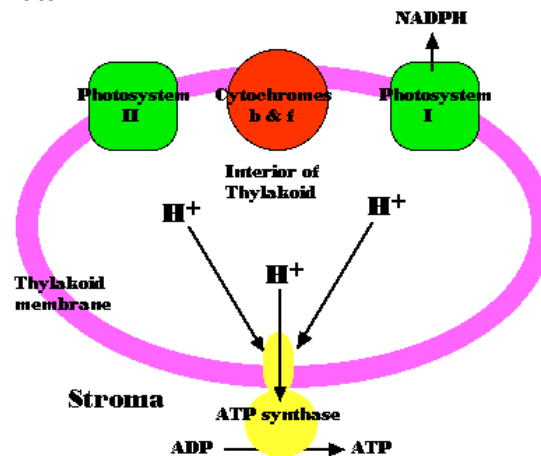 NADPH
Photosystem
II
Cytochromes
b & f
Photosystem
I
Interior of
Thylakoid
H+
H+
H+
Thylakoid
membrane
Stroma
ATP synthase
ADP
ATP